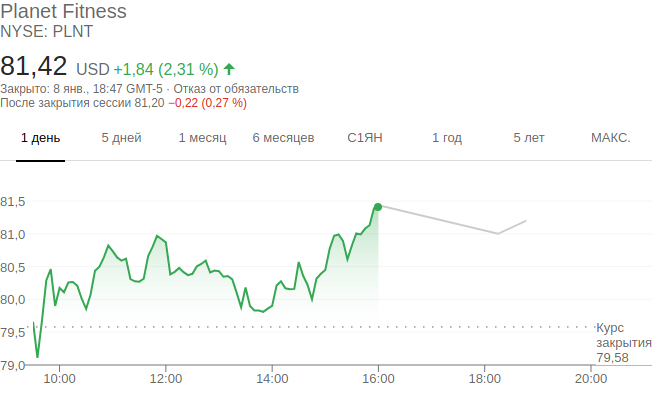 Planet Fitness
NYSE: PLNT
81,42 USD +1,84 (2,31 %)
Закрыто: 8 янв., 18:47 GMT-5 · Отказ от обязательств
После закрытия сессии 81,20 −0,22 (0,27 %)
1 день 5 дней 1 месяц 6 месяцев С1ЯН 1 год 5 лет МАКС.
81,5
81,0
80,5
80,0
79,5
79,0
Курс
закрытия
79,58
10:00 12:00 14:00 16:00 18:00 20:00